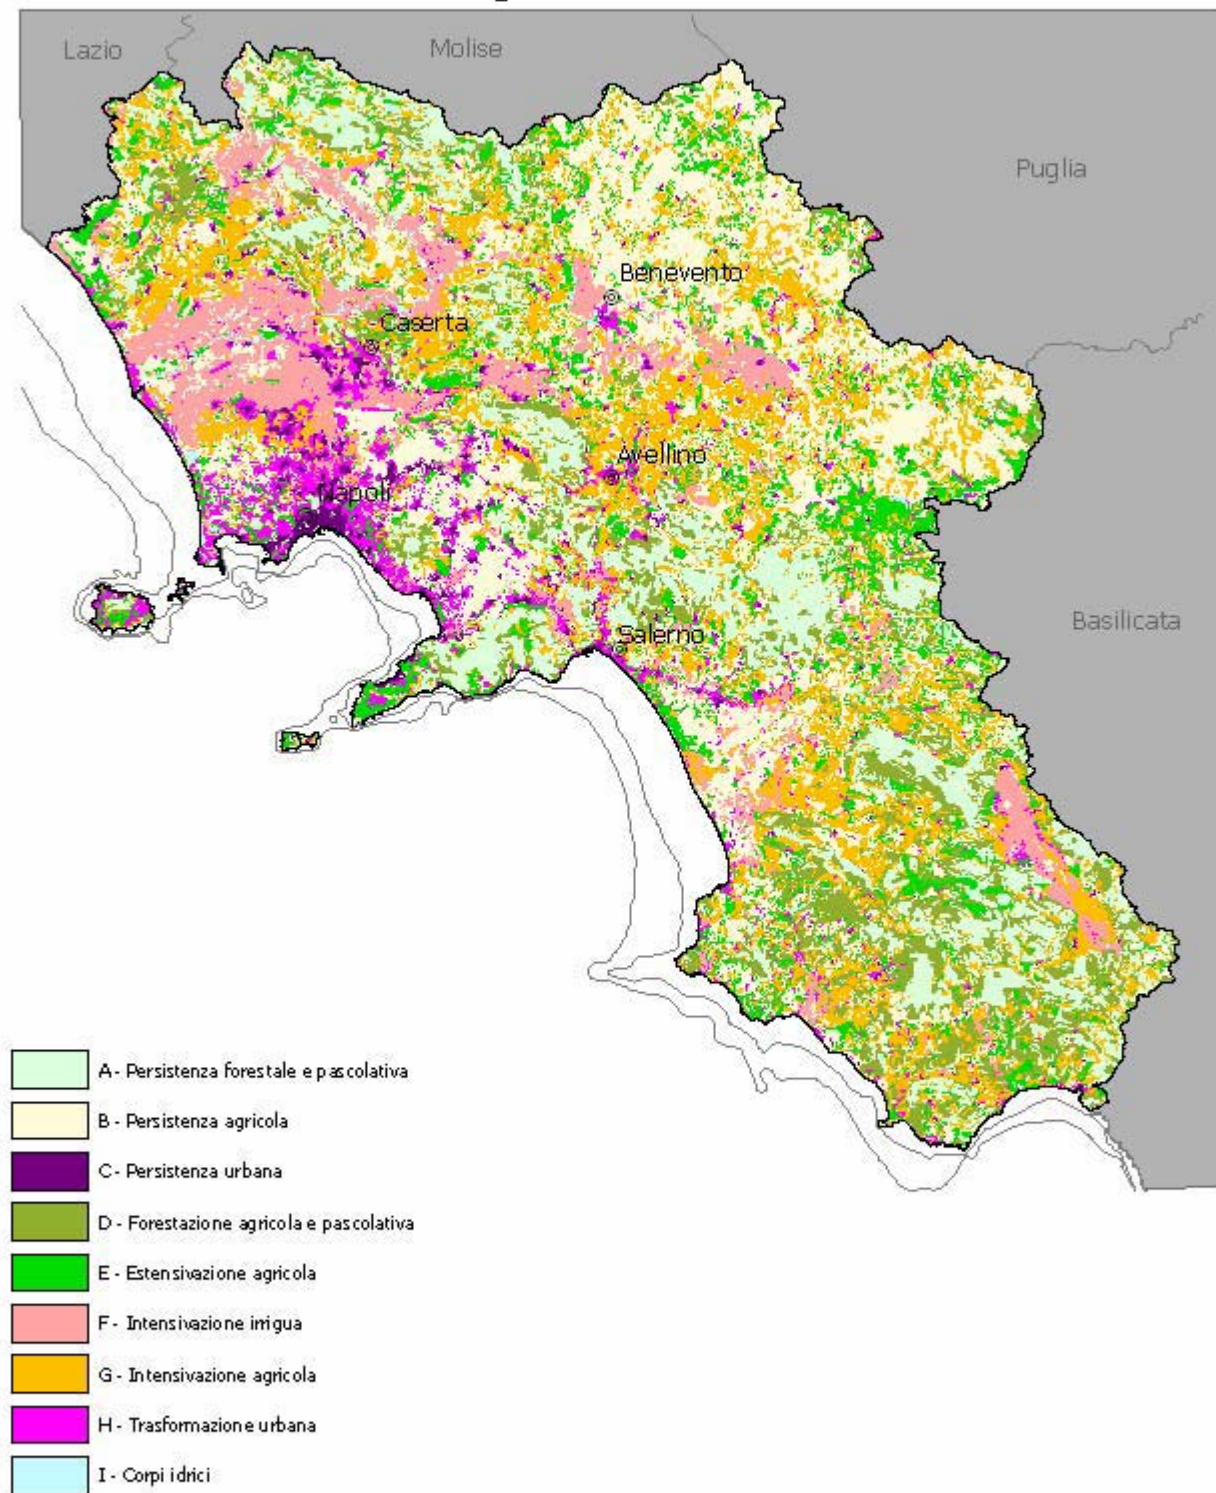 Lazio
Molise
Puglia
Benevento
Caserta
Avellino
Napoli
Salerno
Basilicata
A - Persistenza forestale e pascolativa
B - Persistenza agricola
C - Persistenza urbana
D - Forestazione agricola e pascolativa
E - Estensivazione agricola
F - Intensivazione irrigua
G - Intensivazione agricola
H - Trasformazione urbana
I - Corpi idrici